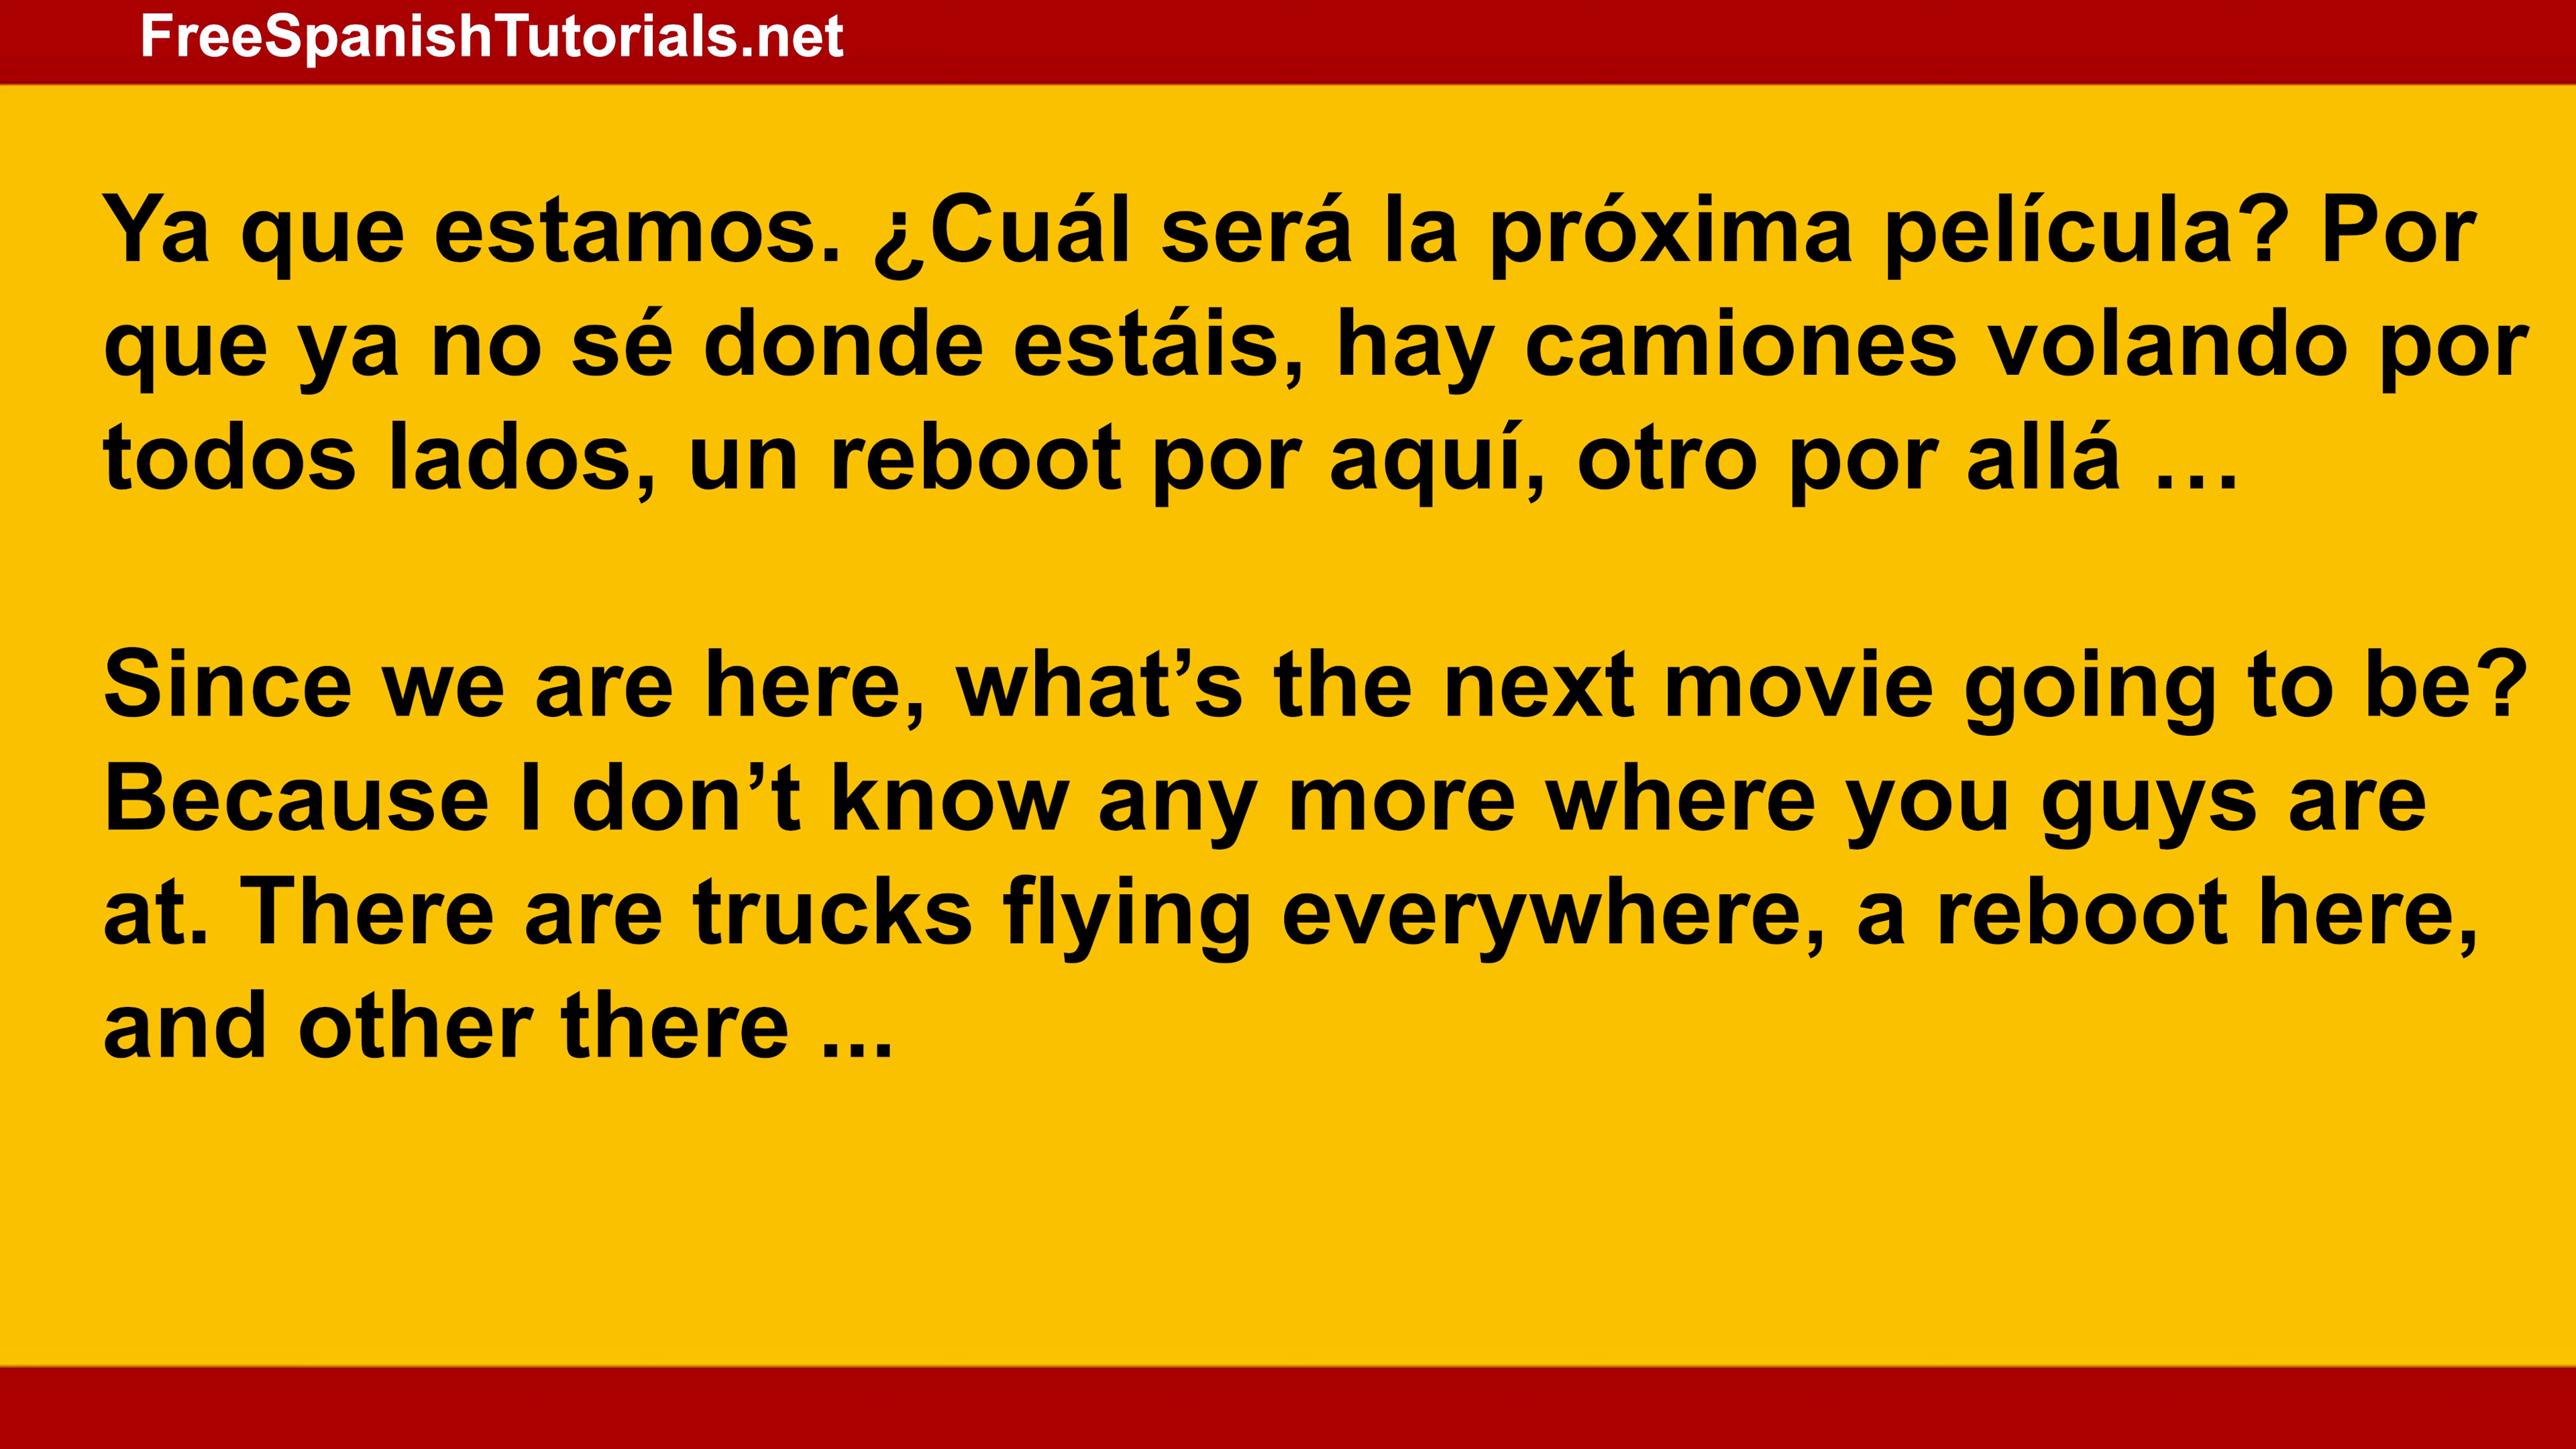 FreeSpanishTutorials.net
Ya que estamos. ¿Cuál será la próxima película? Por
que ya no sé donde estáis, hay camiones volando por
todos lados, un reboot por aquí, otro por allá …
Since we are here, what’s the next movie going to be?
Because I don’t know any more where you guys are
at. There are trucks flying everywhere, a reboot here,
and other there ...